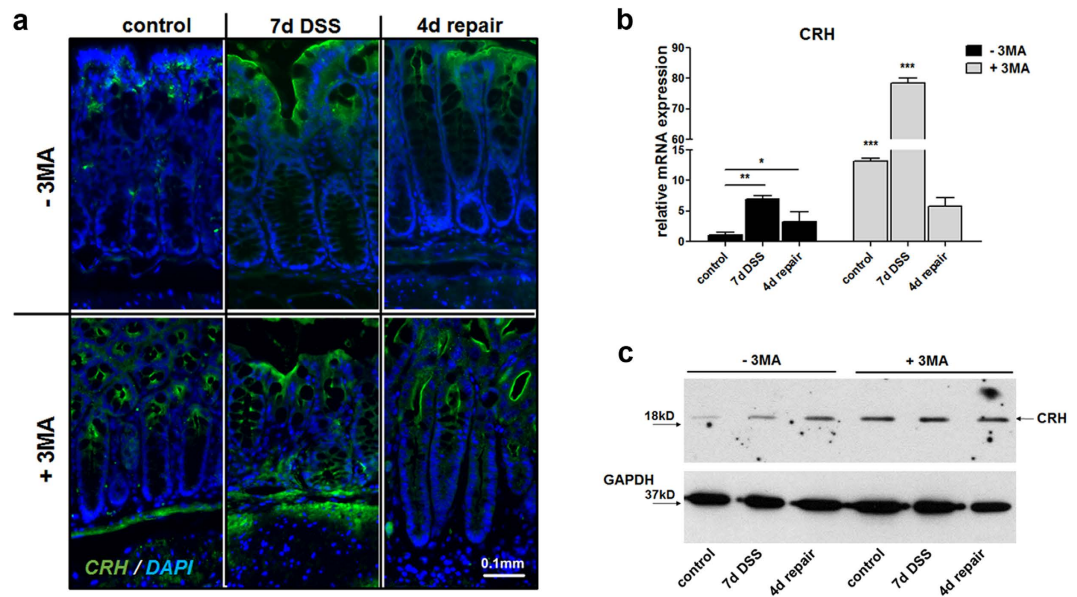 a
control
7d DSS
4d repair
- 3MA
+ 3MA
CRH / DAPI
0.1mm
b
CRH
relative mRNA expression
90
80
70
60
15
10
5
0
**
*
***
***
- 3MA
+ 3MA
control
7d DSS
4d repair
control
7d DSS
4d repair
c
- 3MA
+ 3MA
18kD
CRH
GAPDH
37kD
control
7d DSS
4d repair
control
7d DSS
4d repair